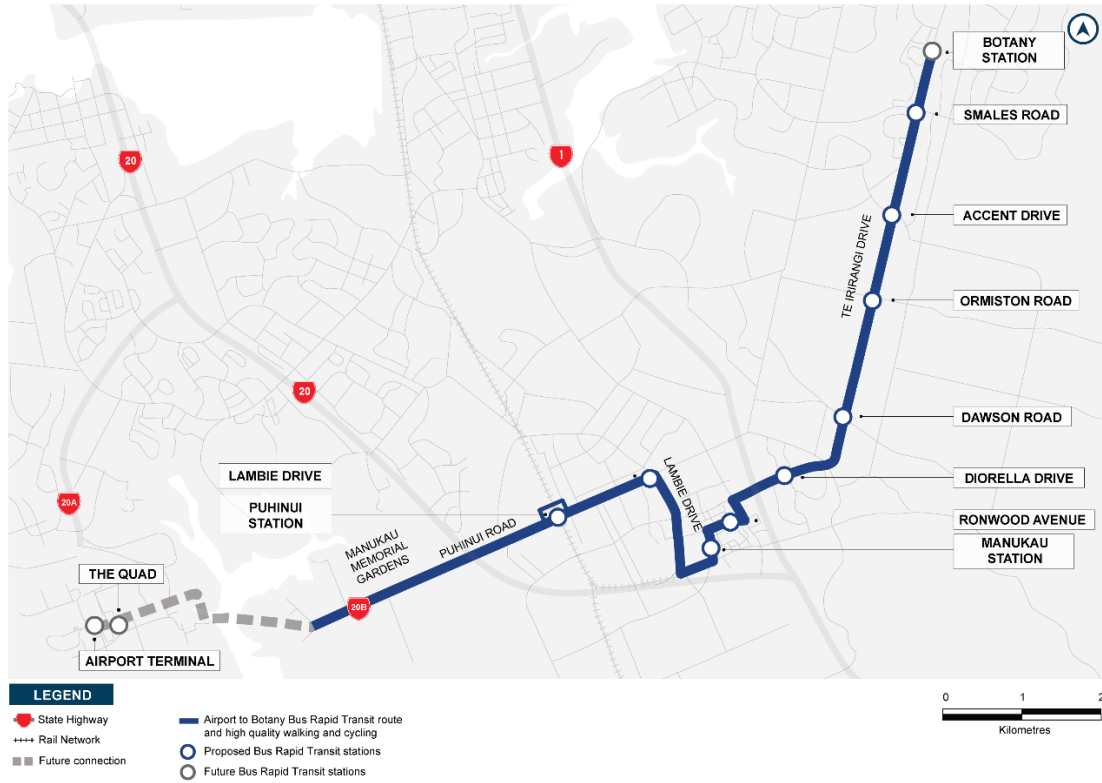 BOTANY
STATION
SMALES ROAD
20
1
ACCENT DRIVE
TE IRIRANGI DRIVE
ORMISTON ROAD
20
DAWSON ROAD
LAMBIE DRIVE
LAMBIE DRIVE
DIORELLA DRIVE
20A
PUHINUI
STATION
RONWOOD AVENUE
PUHINUI ROAD
MANUKAU
MEMORIAL
GARDENS
MANUKAU
STATION
THE QUAD
20B
AIRPORT TERMINAL
LEGEND
State Highway
Rail Network
Future connection
Airport to Botany Bus Rapid Transit route
and high quality walking and cycling
Proposed Bus Rapid Transit stations
Future Bus Rapid Transit stations
0 1 2
Kilometres